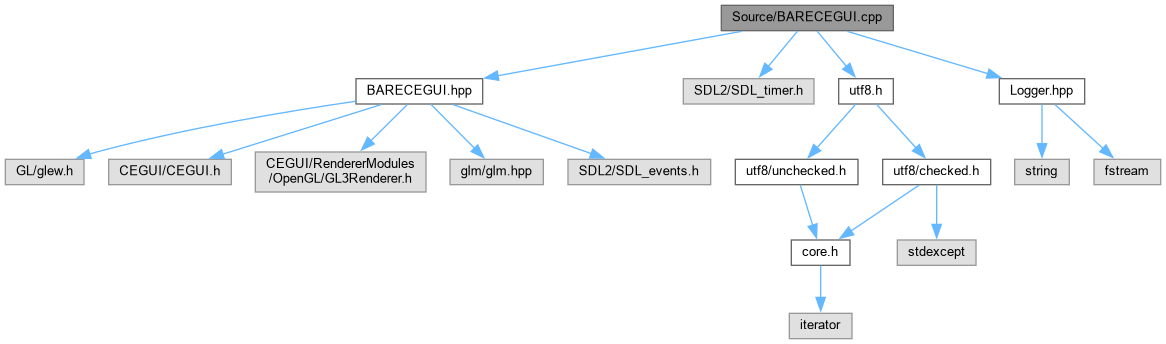 Source/BARECEGUI.cpp
BARECEGUI.hpp
SDL2/SDL_timer.h
utf8.h
Logger.hpp
GL/glew.h
CEGUI/CEGUI.h
CEGUI/RendererModules
/OpenGL/GL3Renderer.h
glm/glm.hpp
SDL2/SDL_events.h
utf8/unchecked.h
utf8/checked.h
string
fstream
core.h
stdexcept
iterator